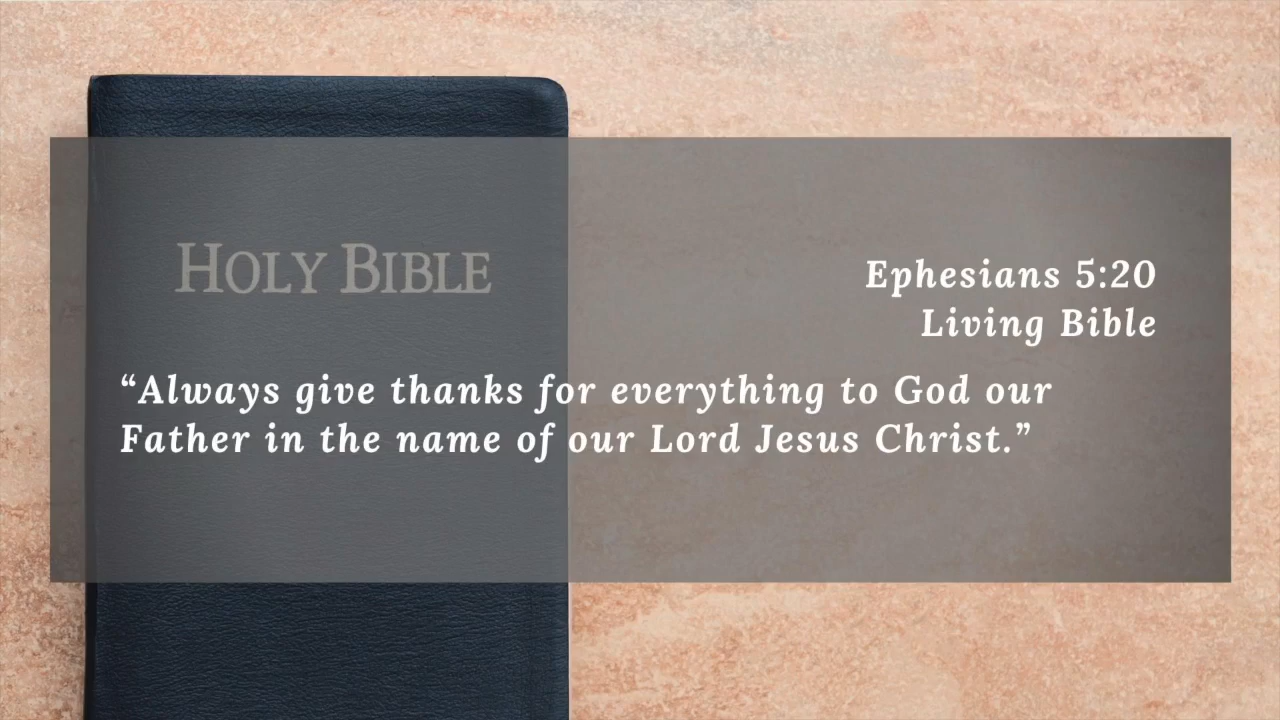 HOLY BIBLE
Ephesians 5:20
Living Bible
“Always give thanks for everything to God our
Father in the name of our Lord Jesus Christ.”